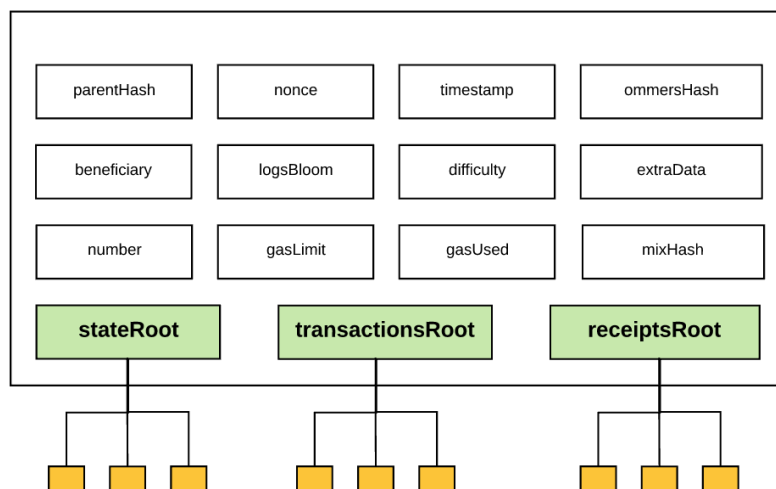 parentHash
nonce
timestamp
ommersHash
beneficiary
logsBloom
difficulty
extraData
number
gasLimit
gasUsed
mixHash
stateRoot
transactionsRoot
receiptsRoot